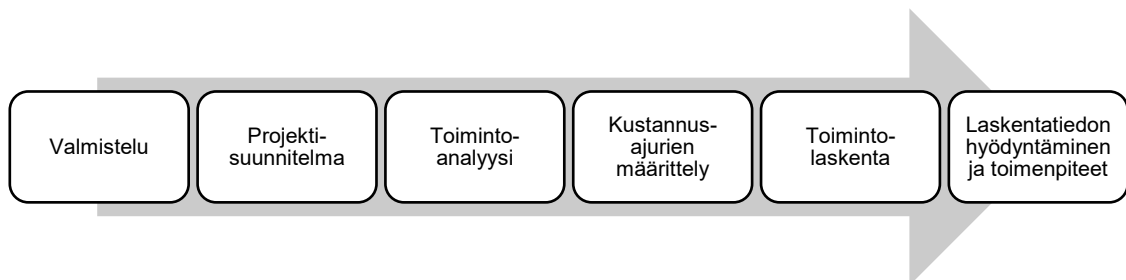 Valmistelu
Projekti-
suunnitelma
Toiminto-
analyysi
Kustannus-
ajurien
määrittely
Toiminto-
laskenta
Laskentatiedon
hyödyntäminen
ja toimenpiteet